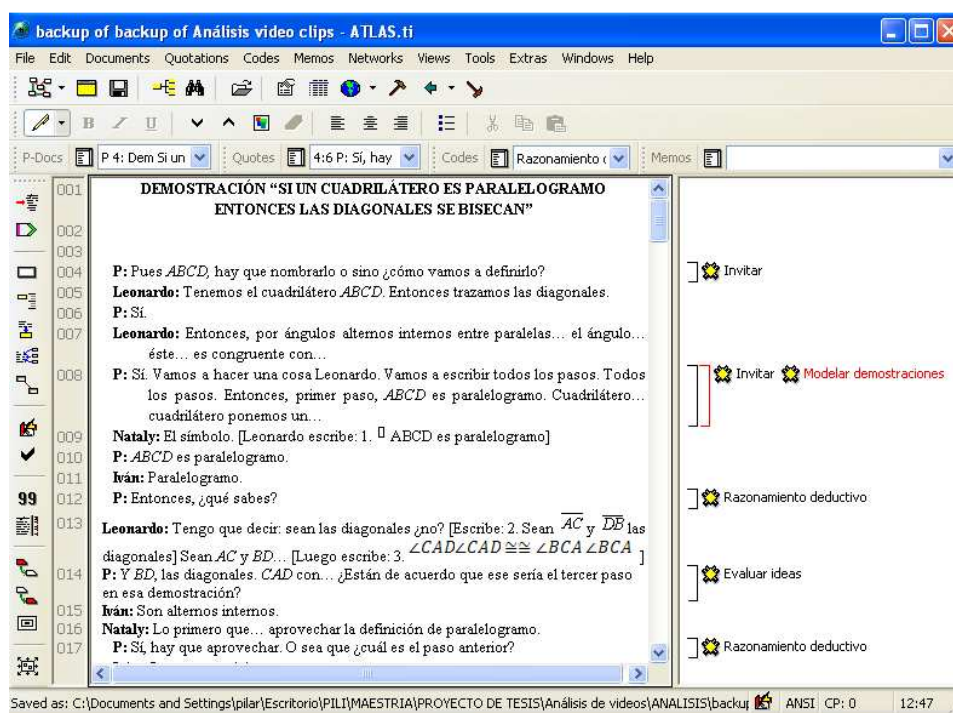 backup of backup of Análisis video clips - ATLAS.ti
File Edit Documents Quotations Codes Memos Networks Views Tools Extras Windows Help
B I U
P-Docs P 4: Dem Si un Quotes 4:6 P: Sí, hay Codes Razonamiento ( Memos
001 DEMOSTRACIÓN “SI UN CUADRILÁTERO ES PARALELOGRAMO
ENTONCES LAS DIAGONALES SE BISECAN”
002
003
004 P: Pues ABCD, hay que nombrarlo o sino ¿cómo vamos a definirlo? Invitar
005 Leonardo: Tenemos el cuadrilátero ABCD. Entonces trazamos las diagonales.
006 P: Sí.
007 Leonardo: Entonces, por ángulos alternos internos entre paralelas… el ángulo…
éste… es congruente con…
008 P: Sí. Vamos a hacer una cosa Leonardo. Vamos a escribir todos los pasos. Todos Invitar Modelar demostraciones
los pasos. Entonces, primer paso, ABCD es paralelogramo. Cuadrilátero…
cuadrilátero ponemos un…
009 Nataly: El símbolo. [Leonardo escribe: 1. ▯ ABCD es paralelogramo]
010 P: ABCD es paralelogramo.
011 Iván: Paralelogramo.
012 P: Entonces, ¿qué sabes? Razonamiento deductivo
013 Leonardo: Tengo que decir: sean las diagonales ¿no? [Escribe: 2. Sean AC y DB las
diagonales] Sean AC y BD… [Luego escribe: 3. ∠CAD∠CAD ≅≅ ∠BCA ∠BCA ]
014 P: Y BD, las diagonales. CAD con… ¿Están de acuerdo que ese sería el tercer paso Evaluar ideas
en esa demostración?
015 Iván: Son alternos internos.
016 Nataly: Lo primero que… aprovechar la definición de paralelogramo.
017 P: Sí, hay que aprovechar. O sea que ¿cuál es el paso anterior? Razonamiento deductivo
99
Saved as: C:\Documents and Settings\pilar\Escritorio\PILI\MAESTRIA\PROYECTO DE TESIS\Análisis de videos\ANALISIS\backup ANSI CP: 0 12:47